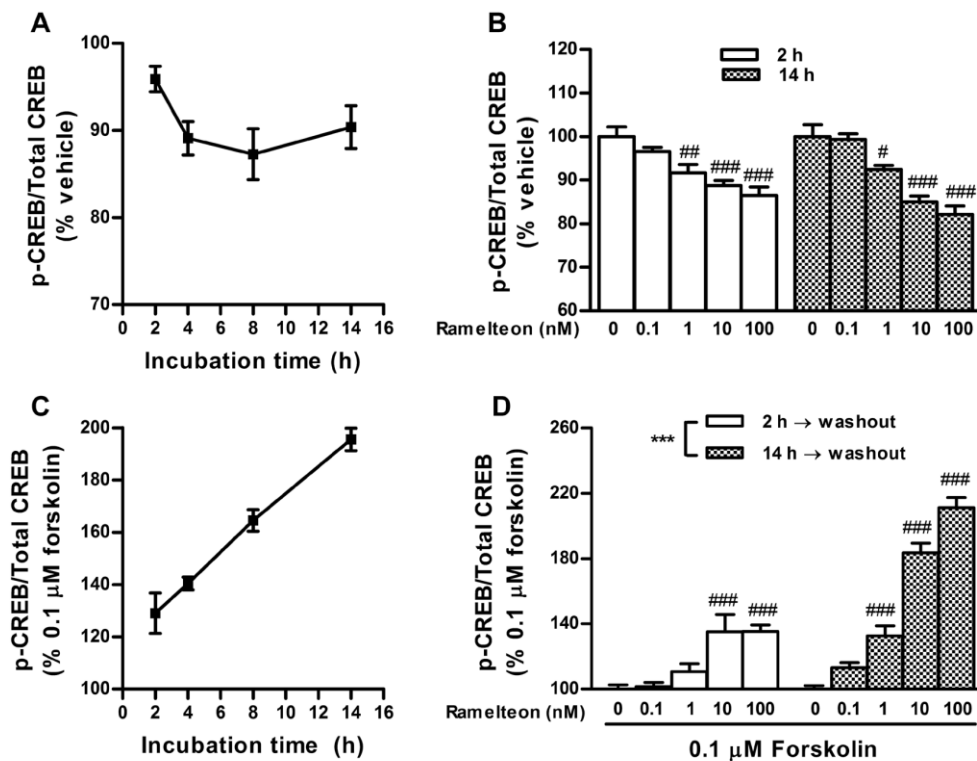 A
p-CREB/Total CREB
(% vehicle)
100
90
80
70
0 2 4 6 8 10 12 14 16
Incubation time (h)
B
p-CREB/Total CREB
(% vehicle)
120
110
100
90
80
70
60
2 h
14 h
## ### ### # ### ###
Ramelteon (nM) 0 0.1 1 10 100 0 0.1 1 10 100
C
p-CREB/Total CREB
(% 0.1 μM forskolin)
200
180
160
140
120
100
0 2 4 6 8 10 12 14 16
Incubation time (h)
D
p-CREB/Total CREB
(% 0.1 μM forskolin)
260
220
180
140
100
*** 2 h → washout
14 h → washout
### ### ### ### ###
Ramelteon (nM) 0 0.1 1 10 100 0 0.1 1 10 100
0.1 μM Forskolin